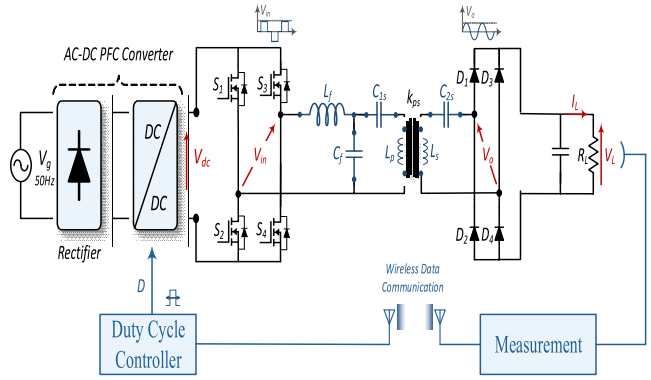 Vin
Vo
AC-DC PFC Converter
S1
S3
Lf
C1s
kps
C2s
D1
D3
IL
Vg
50Hz
DC
DC
Vdc
Vin
Cf
Lp
Ls
Vo
RL
VL
S2
S4
D2
D4
Rectifier
D
Wireless Data
Communication
Duty Cycle
Controller
Measurement